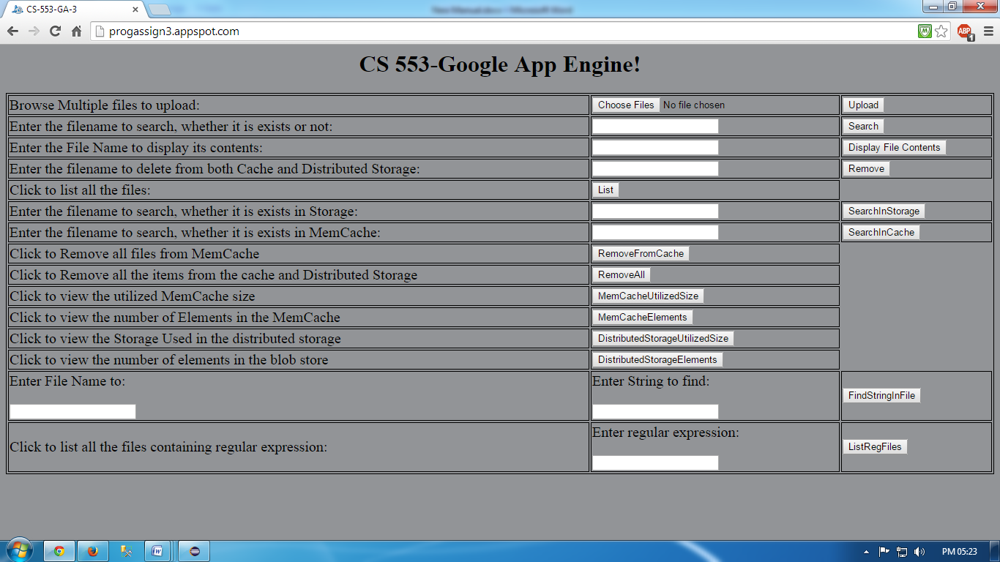 CS-553-GA-3
progassign3.appspot.com
ABP
1
CS 553-Google App Engine!
Browse Multiple files to upload: Choose Files No file chosen Upload
Enter the filename to search, whether it is exists or not: Search
Enter the File Name to display its contents: Display File Contents
Enter the filename to delete from both Cache and Distributed Storage: Remove
Click to list all the files: List
Enter the filename to search, whether it is exists in Storage: SearchInStorage
Enter the filename to search, whether it is exists in MemCache: SearchInCache
Click to Remove all files from MemCache RemoveFromCache
Click to Remove all the items from the cache and Distributed Storage RemoveAll
Click to view the utilized MemCache size MemCacheUtilizedSize
Click to view the number of Elements in the MemCache MemCacheElements
Click to view the Storage Used in the distributed storage DistributedStorageUtilizedSize
Click to view the number of elements in the blob store DistributedStorageElements
Enter File Name to: Enter String to find:
FindStringInFile
Enter regular expression:
Click to list all the files containing regular expression: ListRegFiles
PM 05:23